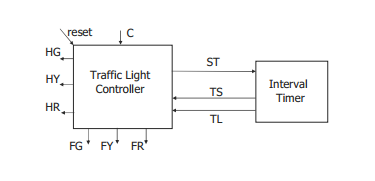 reset
C
HG
HY
HR
Traffic Light
Controller
ST
TS
TL
Interval
Timer
FG FY FR